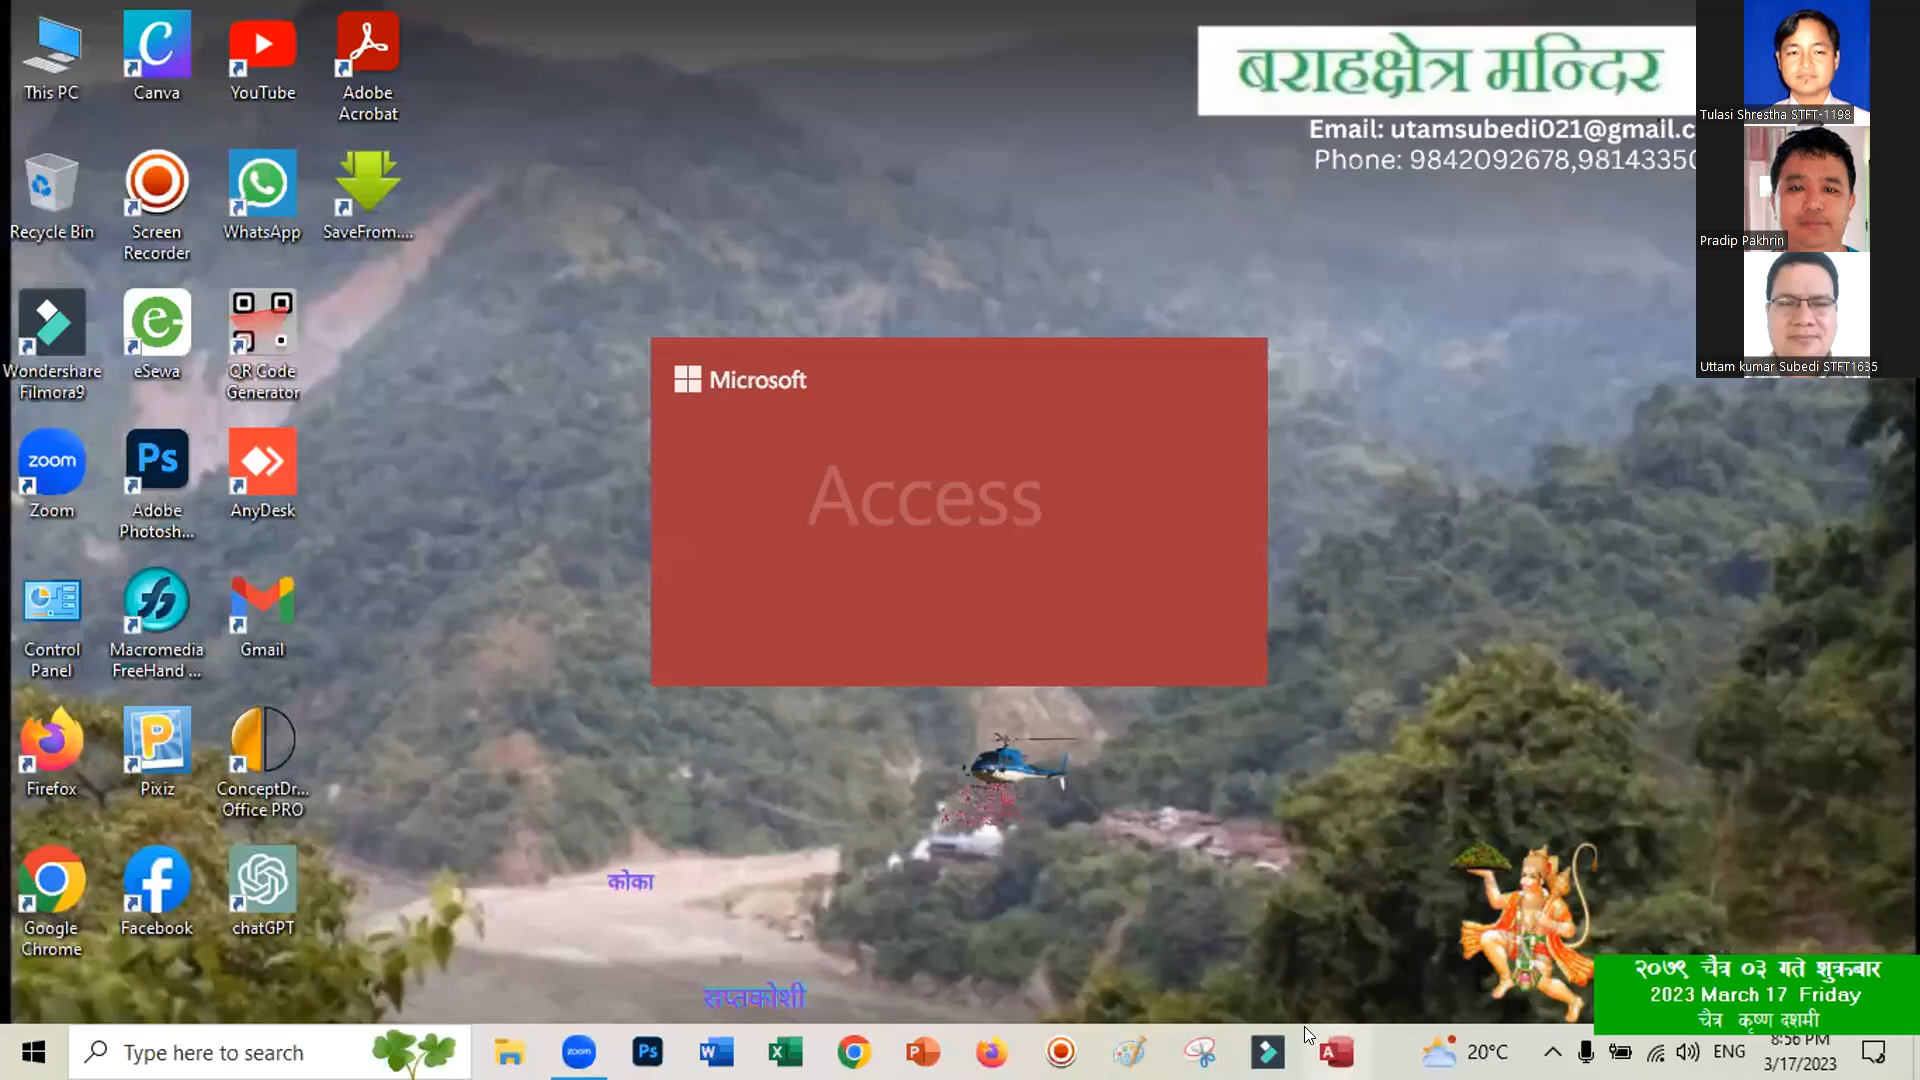 This PC
Canva
YouTube
Adobe
Acrobat
Recycle Bin
Screen
Recorder
WhatsApp
SaveFrom....
Wondershare
Filmora9
eSewa
QR Code
Generator
zoom
Zoom
Ps
Adobe
Photosh...
AnyDesk
Control
Panel
Macromedia
FreeHand ...
Gmail
Firefox
Pixiz
ConceptDr...
Office PRO
Google
Chrome
Facebook
chatGPT
बराहक्षेत्र मन्दिर
Email: utamsubedi021@gmail.c
Phone: 9842092678,98143350
Tulasi Shrestha STFT-1198
Pradip Pakhrin
Uttam kumar Subedi STFT1635
Microsoft
Access
कोका
सप्तकोशी
२०७९ चैत्र ०३ गते शुक्रबार
2023 March 17 Friday
चैत्र कृष्ण दशमी
Type here to search
zoom
Ps
20°C
ENG
8:56 PM
3/17/2023